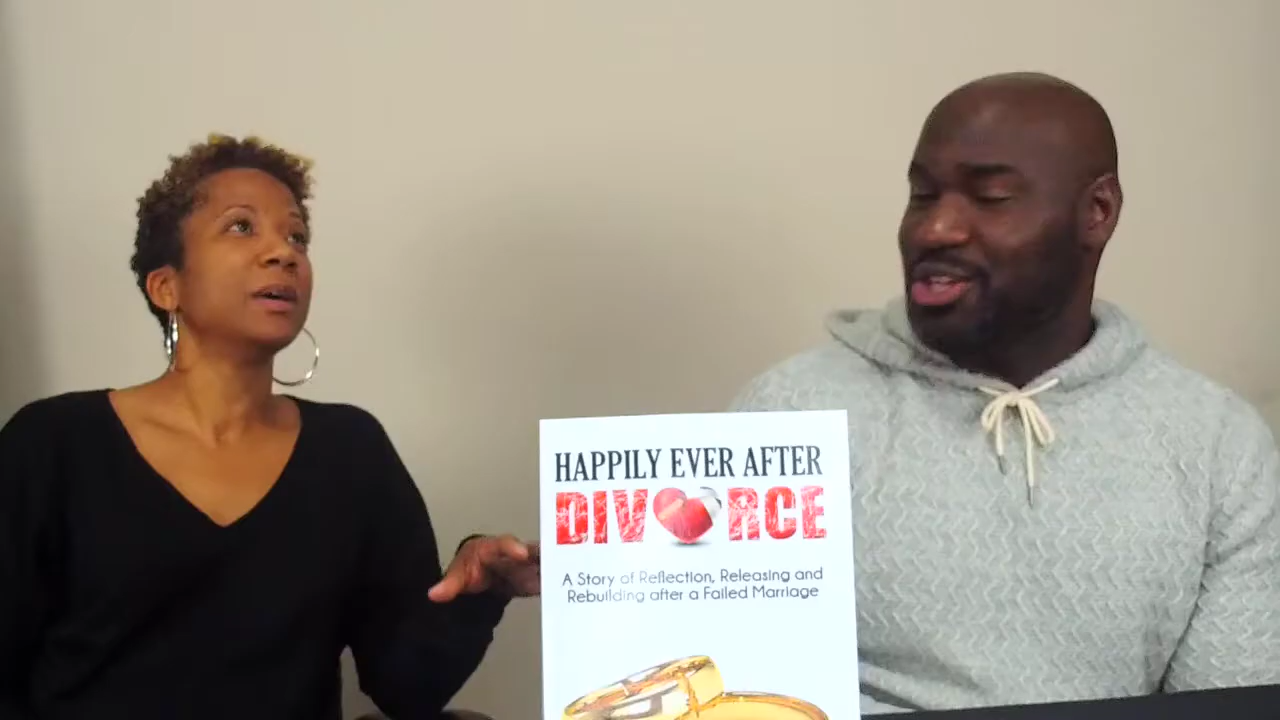 HAPPILY EVER AFTER
DIVORCE
A Story of Reflection, Releasing and
Rebuilding after a Failed Marriage